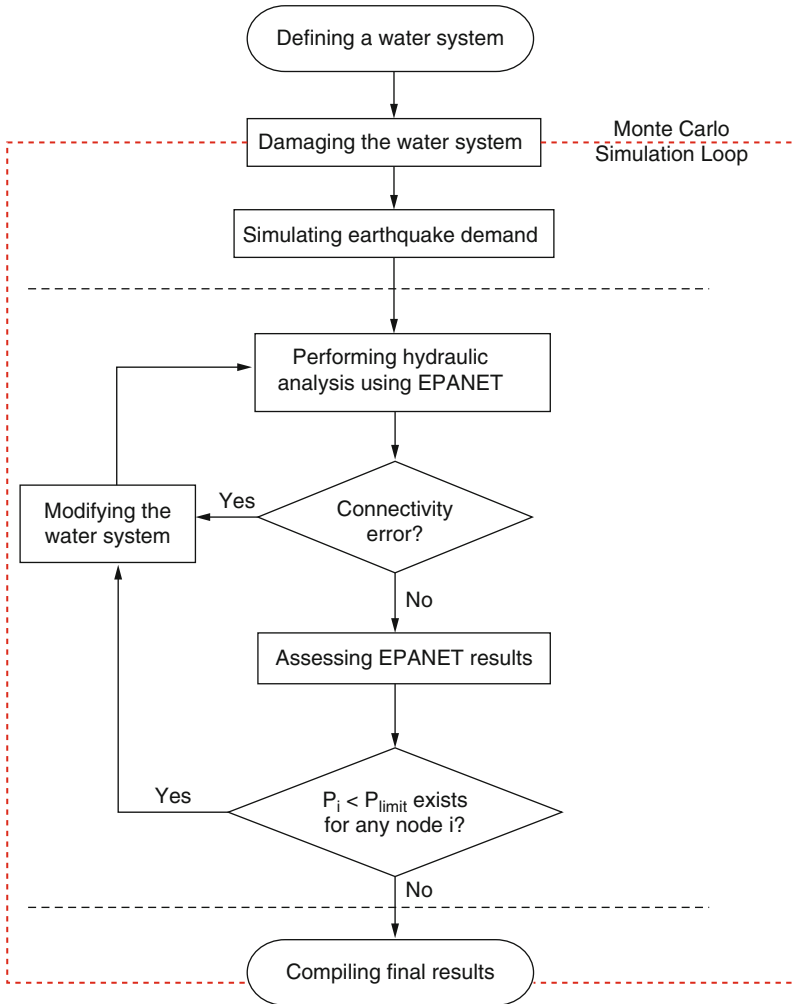 Defining a water system
Damaging the water system
Monte Carlo
Simulation Loop
Simulating earthquake demand
Performing hydraulic
analysis using EPANET
Modifying the
water system
Yes
Connectivity
error?
No
Assessing EPANET results
Yes
Pi < Plimit exists
for any node i?
No
Compiling final results